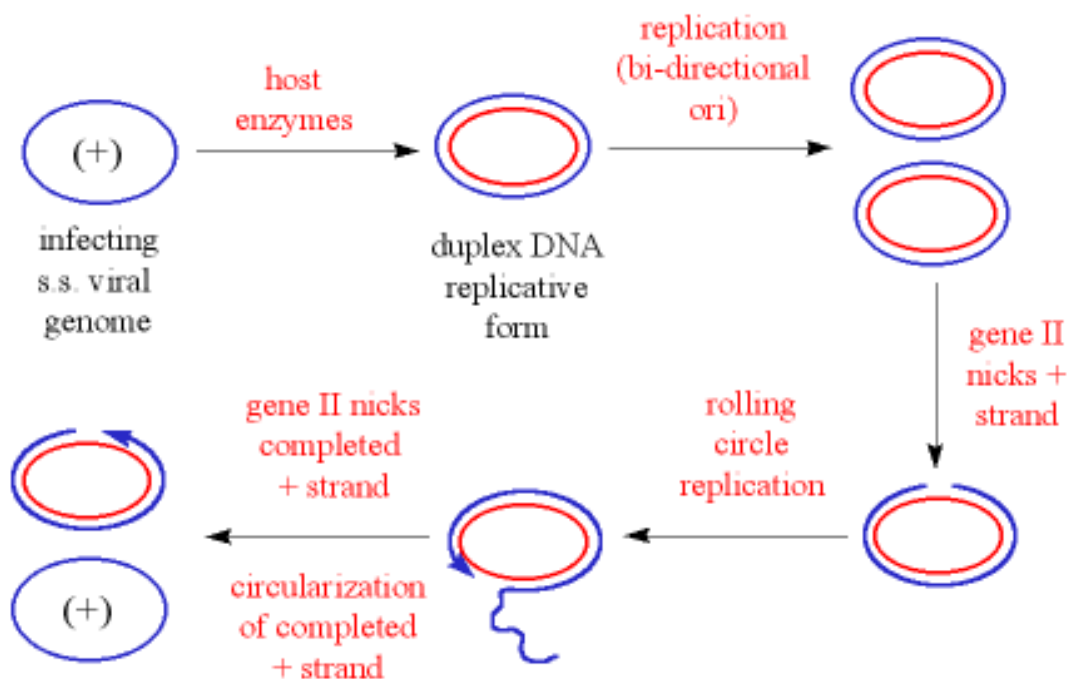 (+)
infecting
s.s. viral
genome
host
enzymes
duplex DNA
replicative
form
replication
(bi-directional
ori)
gene II
nicks +
strand
rolling
circle
replication
gene II nicks
completed
+ strand
circularization
of completed
+ strand
(+)